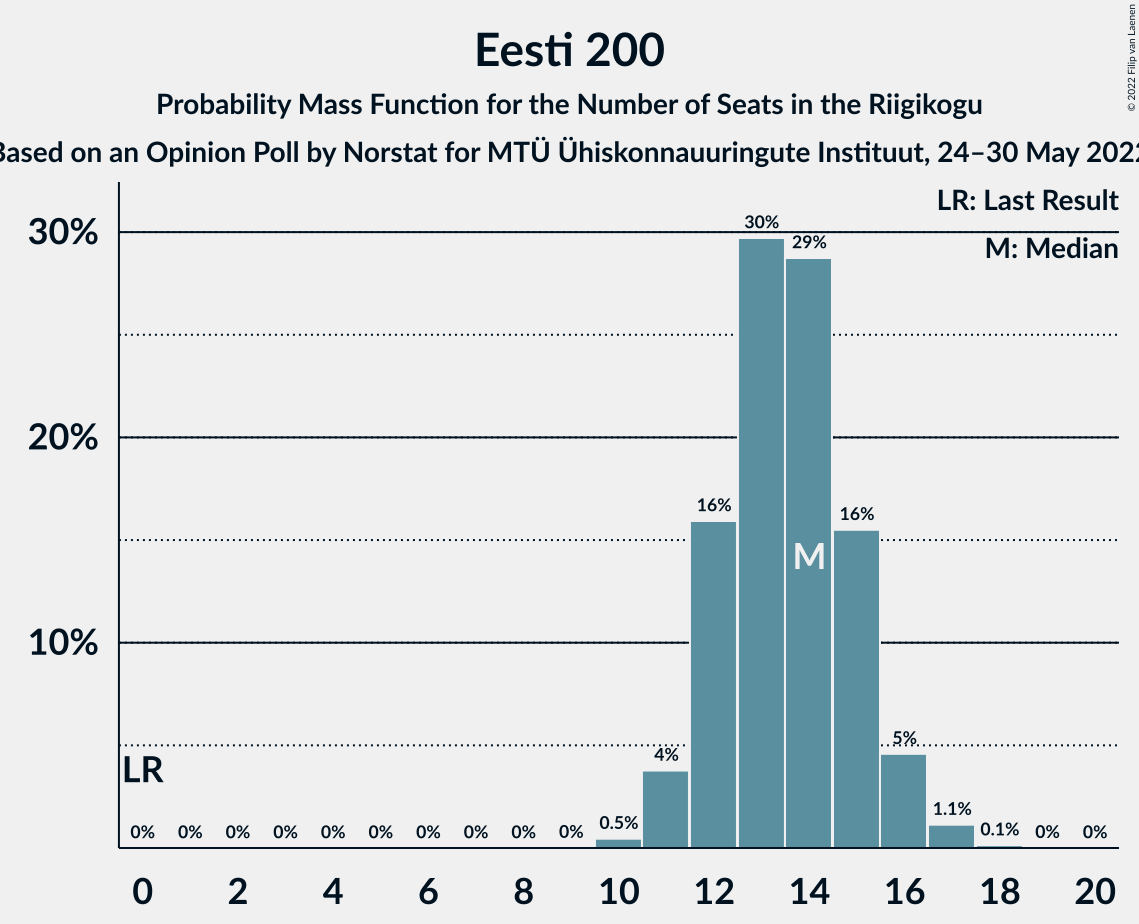 Eesti 200
Probability Mass Function for the Number of Seats in the Riigikogu
Based on an Opinion Poll by Norstat for MTÜ Ühiskonnauuringute Instituut, 24–30 May 2022
© 2022 Filip van Laenen
LR: Last Result
M: Median
30%
20%
10%
30%
29%
16%
16%
M
4%
5%
LR
0% 0% 0% 0% 0% 0% 0% 0% 0% 0% 0.5% 1.1% 0.1% 0% 0%
0 2 4 6 8 10 12 14 16 18 20